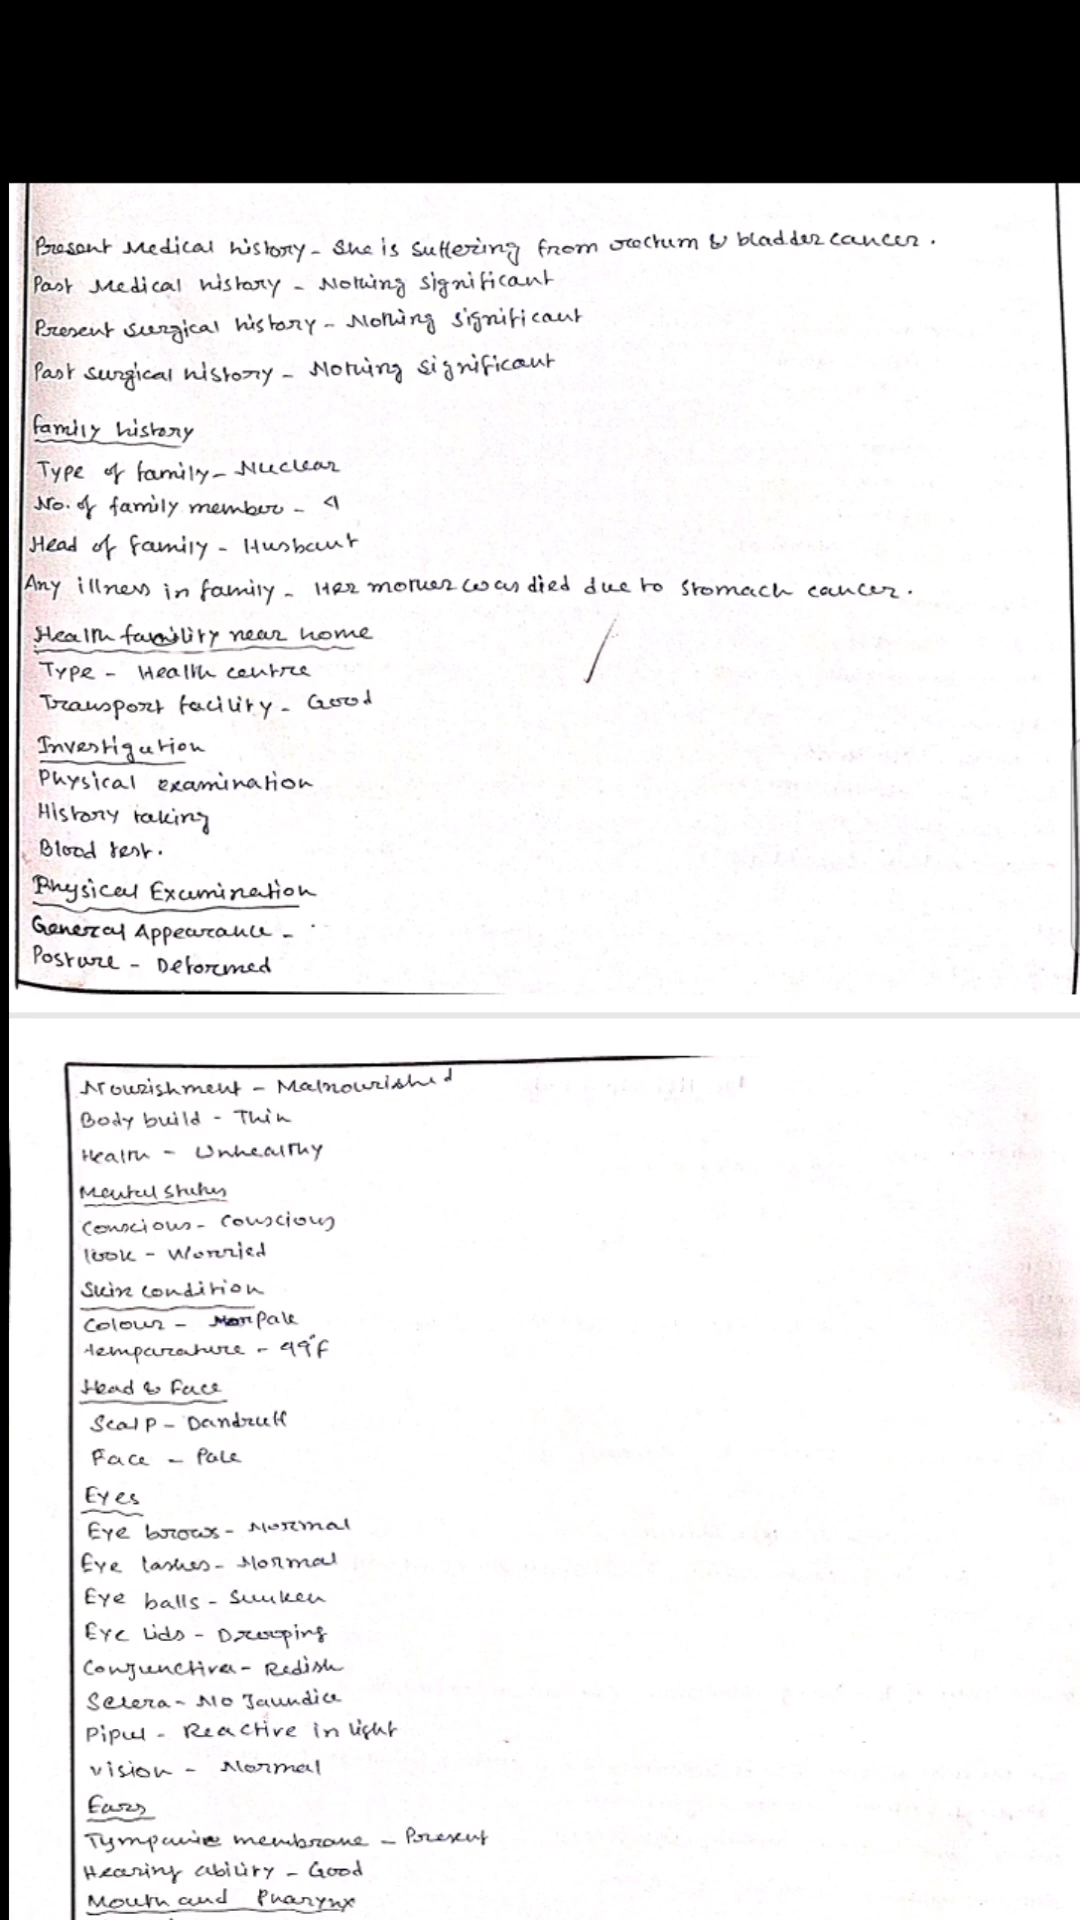 Present Medical history - She is suffering from rectum & bladder cancer.
Past Medical history - Nothing significant
Present surgical history - Nothing significant
Past surgical history - Nothing significant
family history
Type of family - Nuclear
No. of family member - 4
Head of family - Husbant
Any illness in family - Her mother was died due to stomach cancer.
Health famility near home
Type - Health centre
Transport facility - Good
Investigation
Physical examination
History taking
Blood test.
Physical Examination
General Appearance -
Posture - Deformed
Nourishment - Malnourished
Body build - Thin
Health - Unhealthy
Mental status
Conscious - Conscious
look - Worried
Skin condition
Colour - Pale
temparature - 99°F
Head & Face
Scalp - Dandruff
Face - Pale
Eyes
Eye brows - Normal
Eye lashes - Normal
Eye balls - Sunken
Eye Lids - Drooping
Conjunctiva - Redish
Sclera - No Jaundice
Pipul - Reactive in light
vision - Normal
Ears
Tympanic membrane - Present
Hearing ability - Good
Mouth and Pharynx